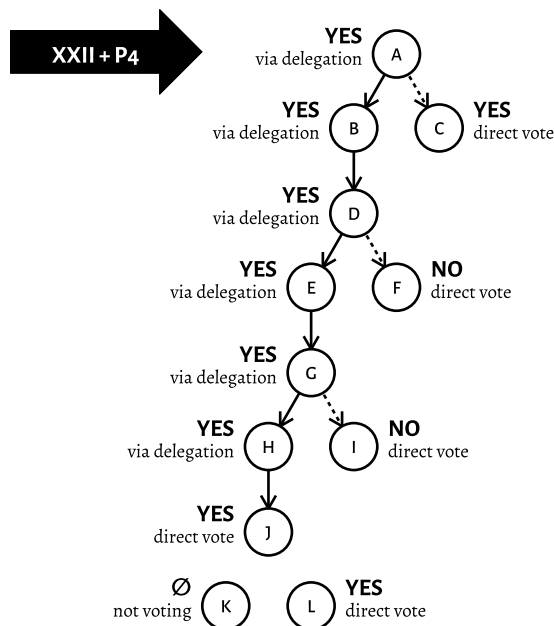 XXII + P4
YES
via delegation
A
YES
via delegation
B
C
YES
direct vote
YES
via delegation
D
YES
via delegation
E
F
NO
direct vote
YES
via delegation
G
YES
via delegation
H
I
NO
direct vote
YES
direct vote
J
Ø
not voting
K
L
YES
direct vote